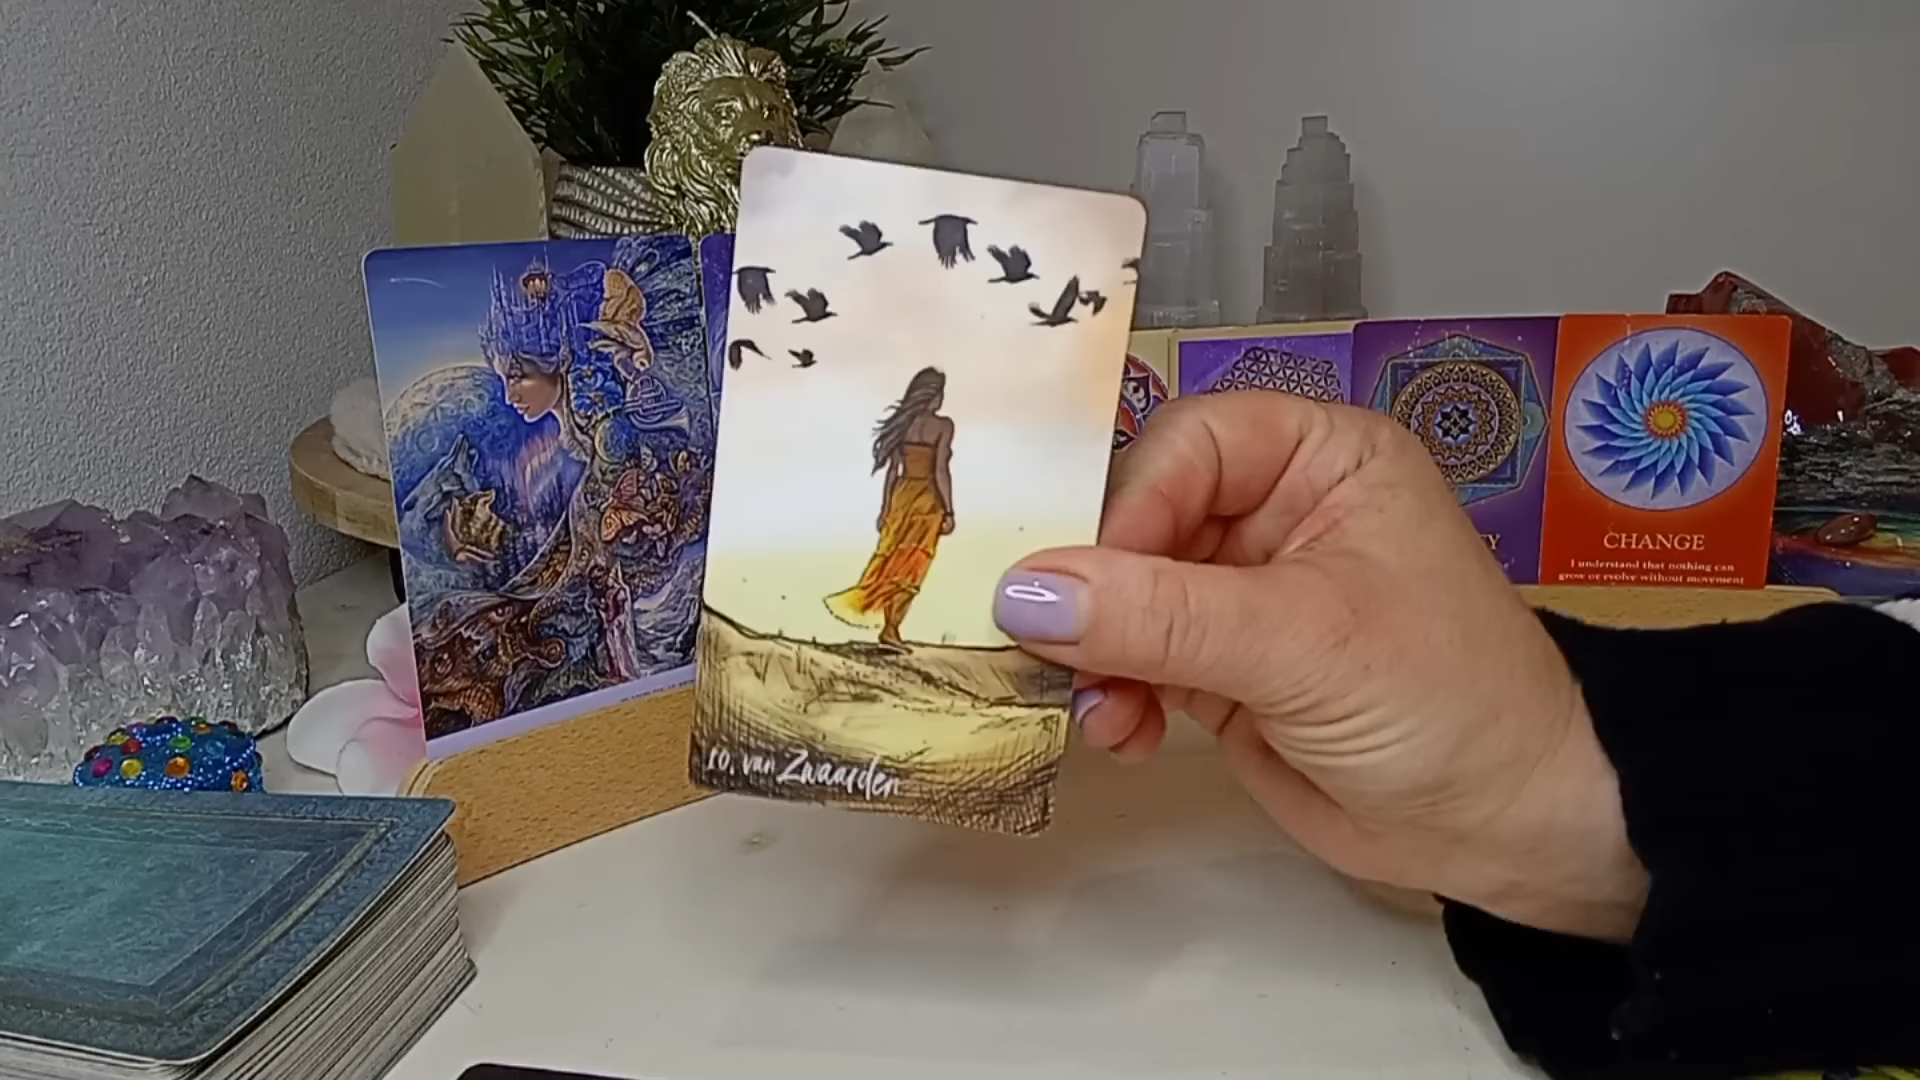 10. van Zwaarden
CHANGE
I understand that nothing can
grow or evolve without movement